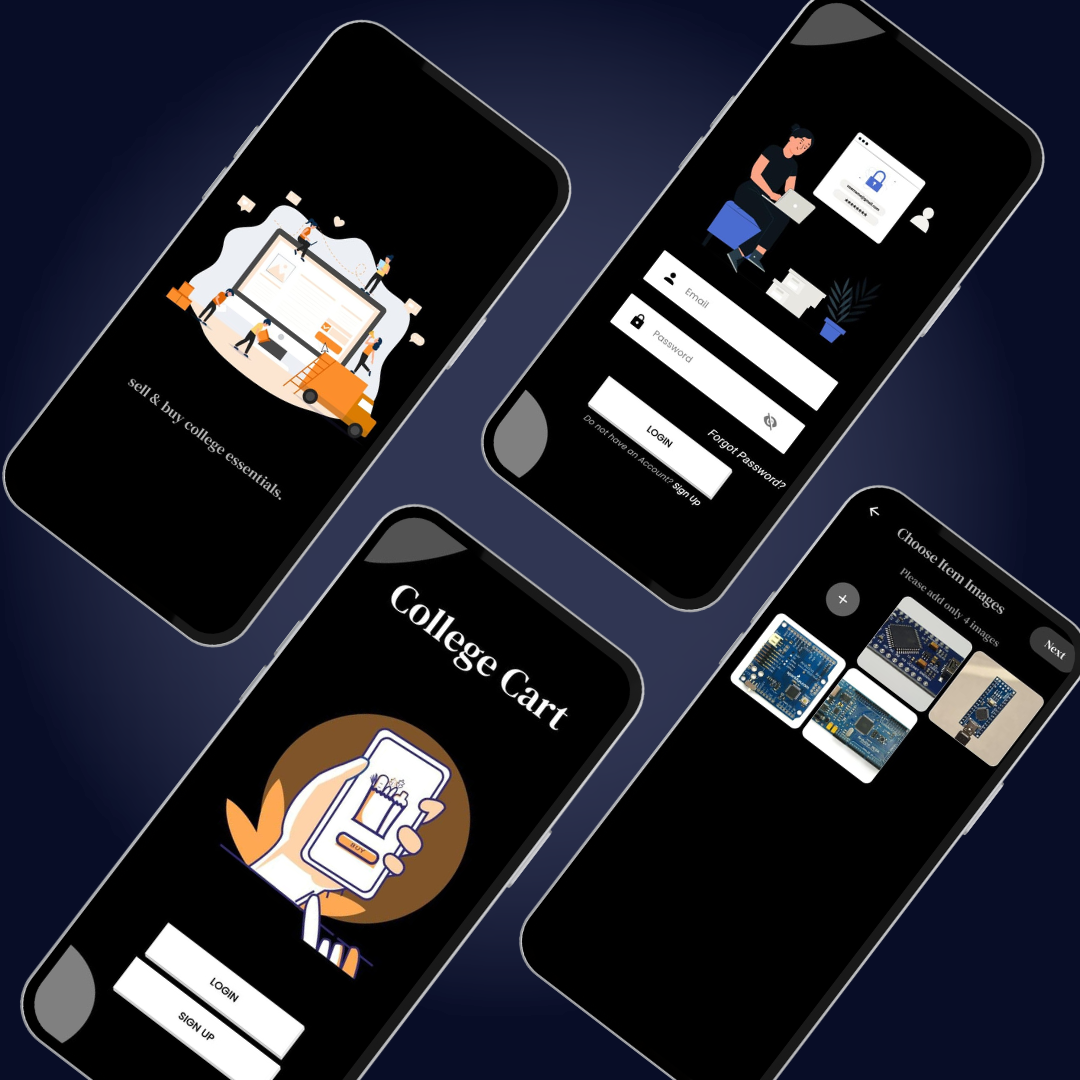 sell & buy college essentials.
Email
Password
LOGIN
Forgot Password?
Do not have an Account? Sign Up
College Cart
BUY
LOGIN
SIGN UP
Choose Item Images
Please add only 4 images
+
Next